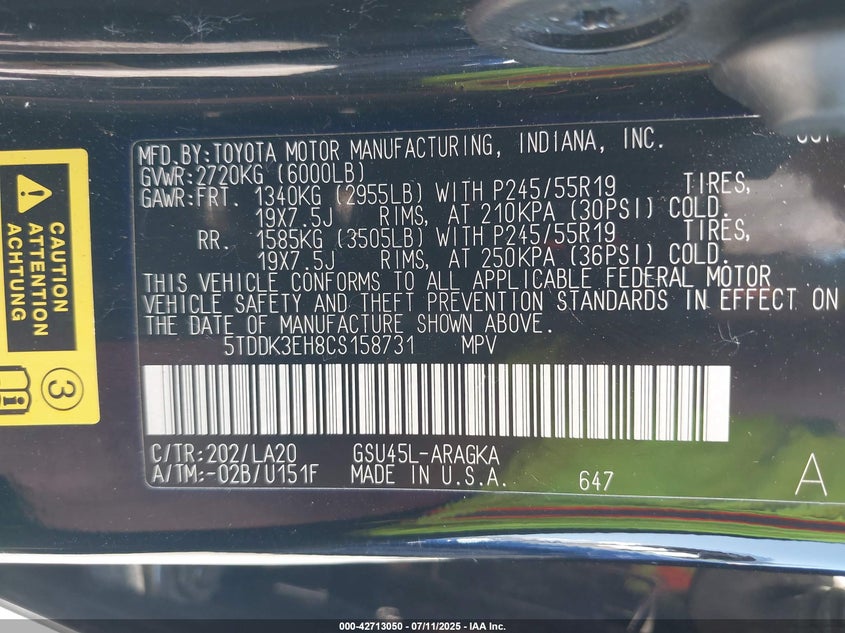 MFD.BY:TOYOTA MOTOR MANUFACTURING, INDIANA, INC.
GVWR:2720KG (6000LB)
GAWR:FRT. 1340KG (2955LB) WITH P245/55R19 TIRES,
19X7.5J RIMS, AT 210KPA (30PSI) COLD.
RR. 1585KG (3505LB) WITH P245/55R19 TIRES,
19X7.5J RIMS, AT 250KPA (36PSI) COLD.
THIS VEHICLE CONFORMS TO ALL APPLICABLE FEDERAL MOTOR
VEHICLE SAFETY AND THEFT PREVENTION STANDARDS IN EFFECT ON
THE DATE OF MANUFACTURE SHOWN ABOVE.
5TDDK3EH8CS158731 MPV
C/TR:202/LA20 GSU45L-ARAGKA
A/TM:-02B/U151F MADE IN U.S.A. 647 A
CAUTION
ATTENTION
ACHTUNG
3
000-42713050 - 07/11/2025 - IAA Inc.